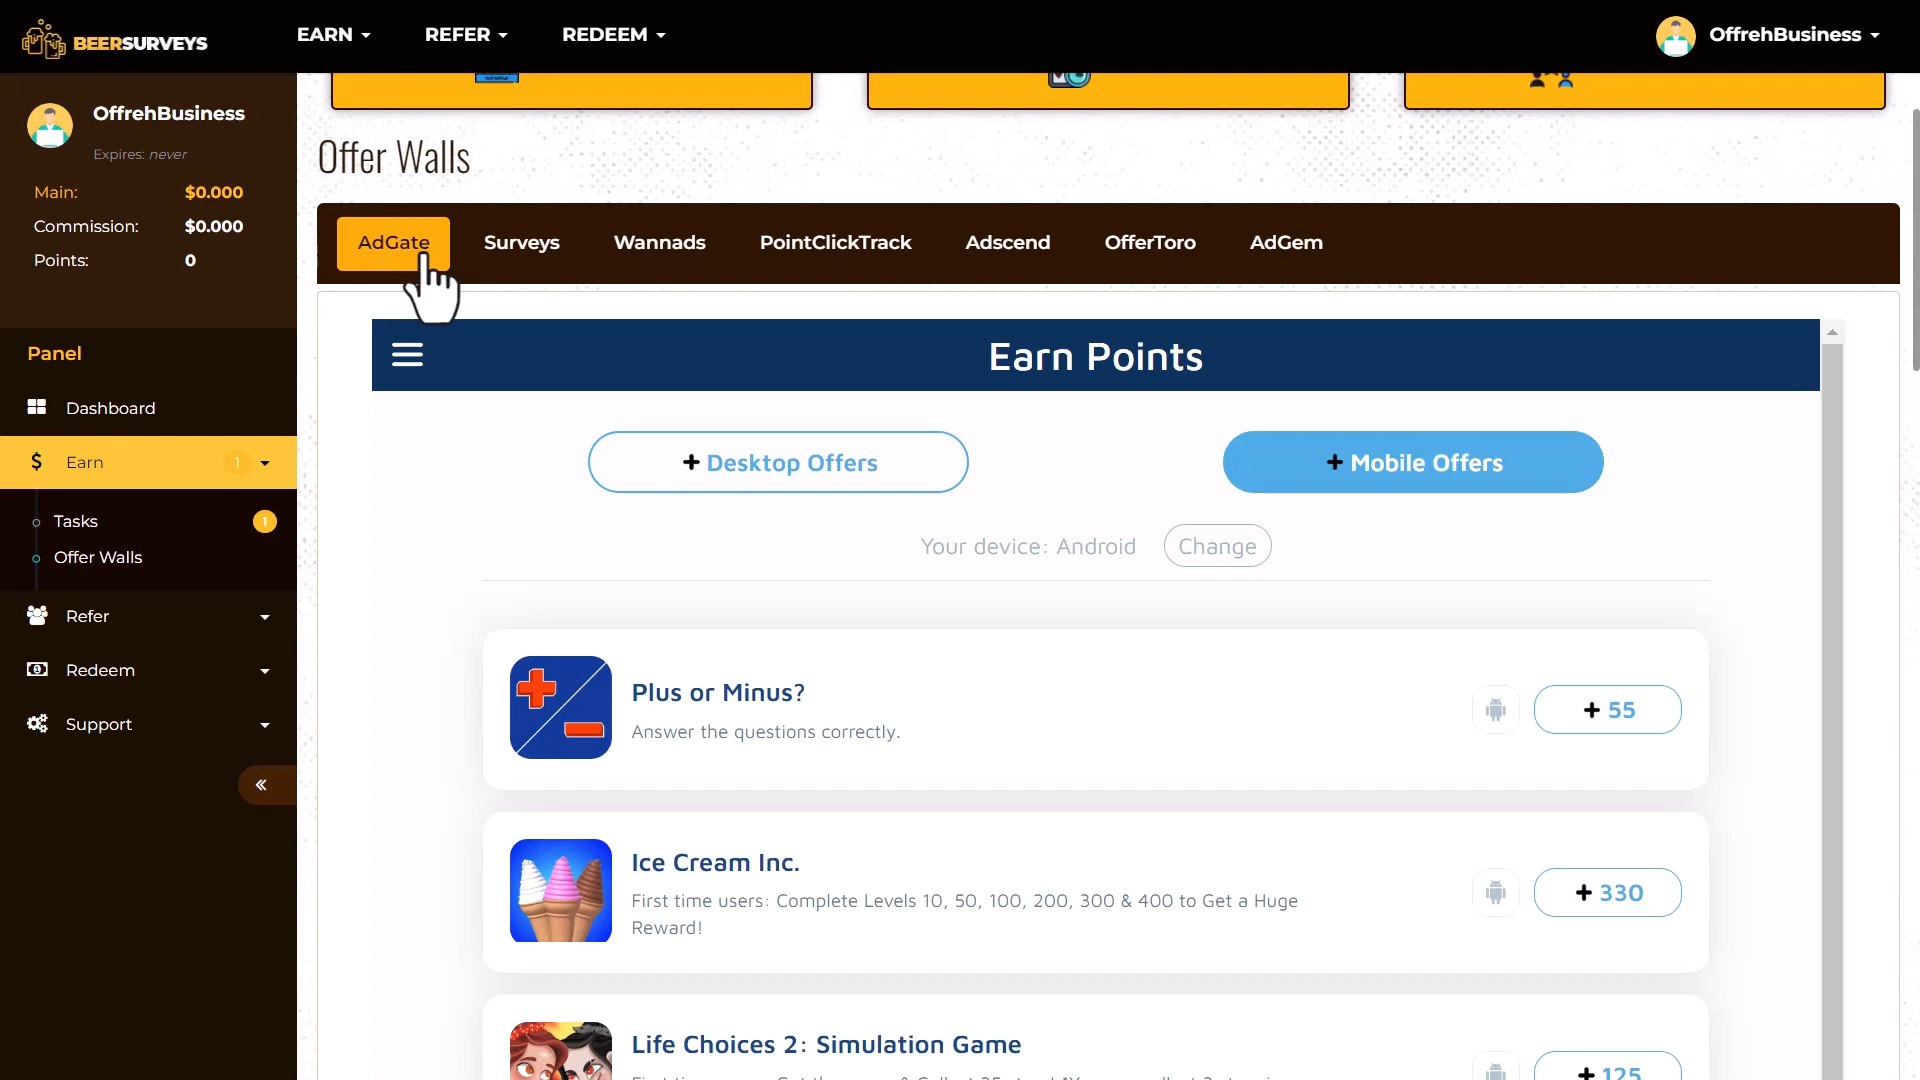 BEERSURVEYS
EARN
REFER
REDEEM
OffrehBusiness
OffrehBusiness
Expires: never
Main: $0.000
Commission: $0.000
Points: 0
Panel
Dashboard
Earn 1
Tasks 1
Offer Walls
Refer
Redeem
Support
Offer Walls
AdGate Surveys Wannads PointClickTrack Adscend OfferToro AdGem
Earn Points
+ Desktop Offers
+ Mobile Offers
Your device: Android Change
Plus or Minus?
Answer the questions correctly.
+ 55
Ice Cream Inc.
First time users: Complete Levels 10, 50, 100, 200, 300 & 400 to Get a Huge
Reward!
+ 330
Life Choices 2: Simulation Game
+ 125